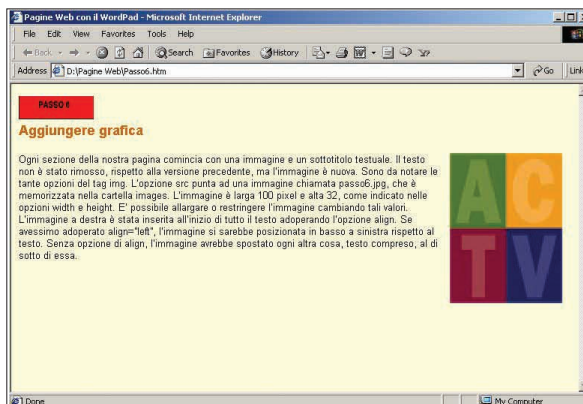 Pagine Web con il WordPad - Microsoft Internet Explorer
File Edit View Favorites Tools Help
Back Search Favorites History
Address D:\Pagine Web\Passo6.htm Go Link
PASSO 6
Aggiungere grafica
Ogni sezione della nostra pagina comincia con una immagine e un sottotitolo testuale. Il testo
non è stato rimosso, rispetto alla versione precedente, ma l'immagine è nuova. Sono da notare le
tante opzioni del tag img. L'opzione src punta ad una immagine chiamata passo6.jpg, che è
memorizzata nella cartella images. L'immagine è larga 100 pixel e alta 32, come indicato nelle
opzioni width e height. E' possibile allargare o restringere l'immagine cambiando tali valori.
L'immagine a destra è stata inserita all'inizio di tutto il testo adoperando l'opzione align. Se
avessimo adoperato align="left", l'immagine si sarebbe posizionata in basso a sinistra rispetto al
testo. Senza opzione di align, l'immagine avrebbe spostato ogni altra cosa, testo compreso, al di
sotto di essa.
A C
T V
Done My Computer